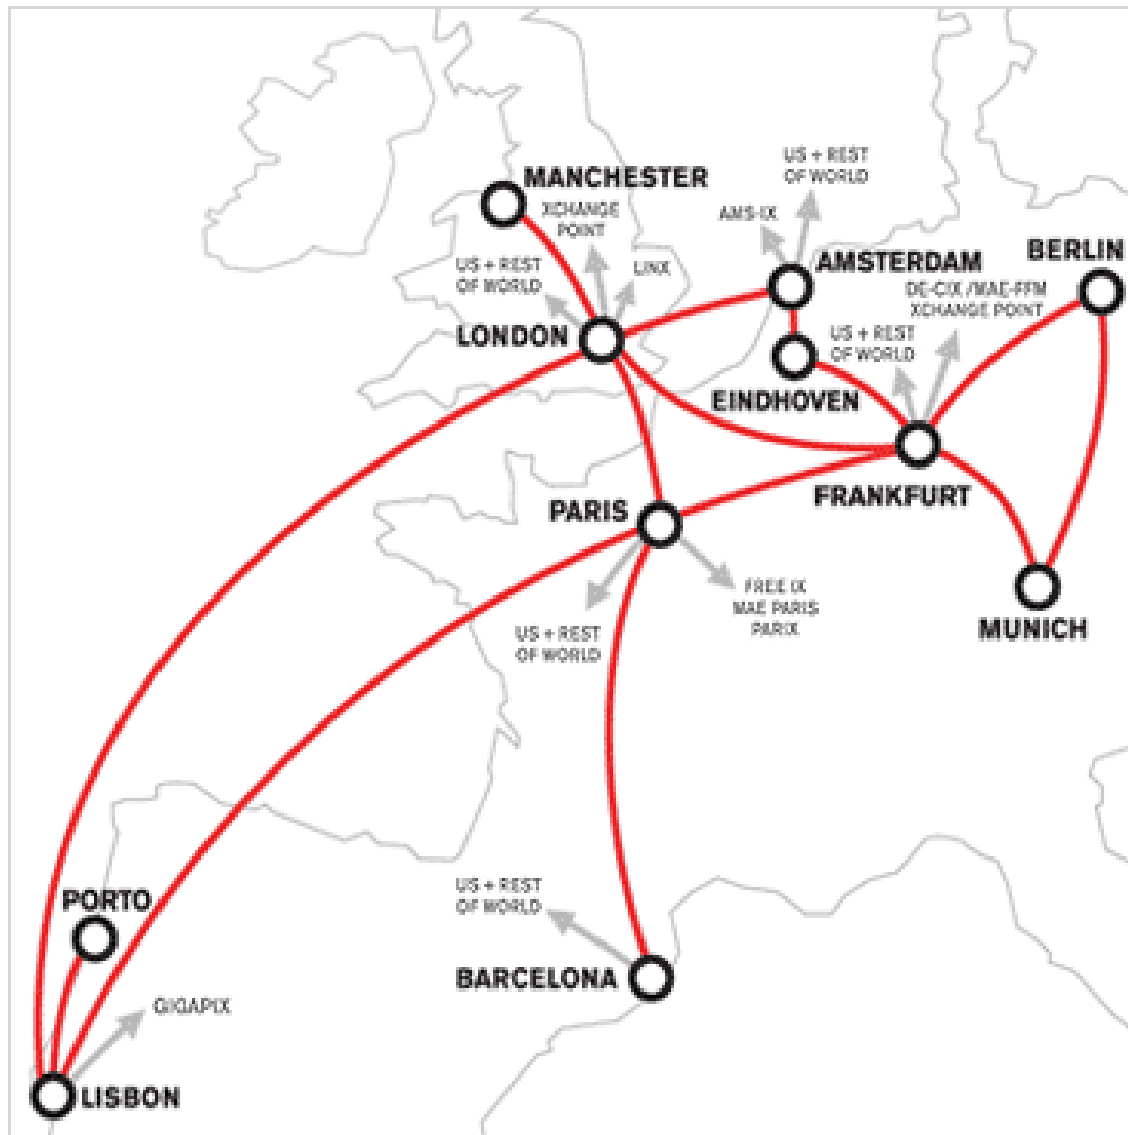 MANCHESTER
XCHANGE
POINT
US + REST
OF WORLD
LINX
LONDON
US + REST
OF WORLD
AMS-IX
AMSTERDAM
BERLIN
DE-CIX /MAE-FFM
XCHANGE POINT
US + REST
OF WORLD
EINDHOVEN
FRANKFURT
PARIS
FREE IX
MAE PARIS
PARIX
US + REST
OF WORLD
MUNICH
PORTO
US + REST
OF WORLD
BARCELONA
GIGAPIX
LISBON